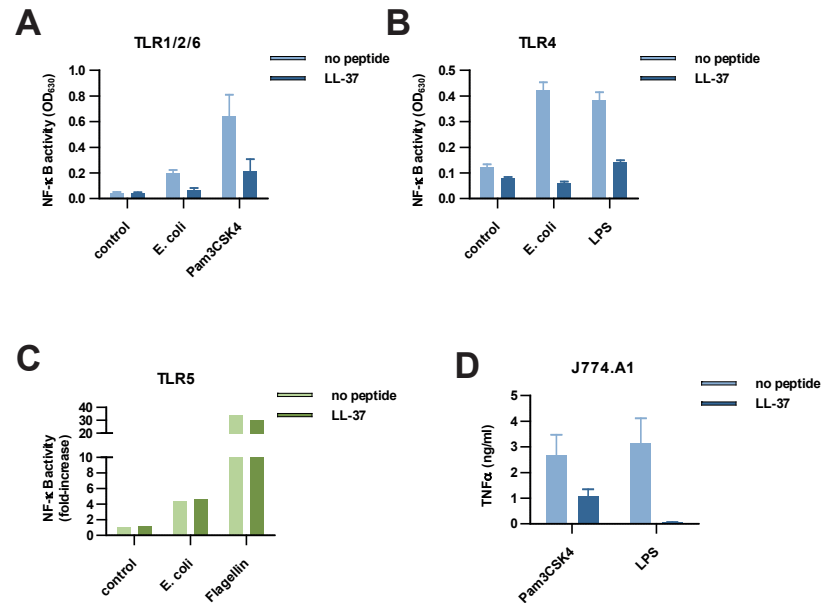 A
TLR1/2/6
no peptide
LL-37
NF-κ B activity (OD630)
1.0
0.8
0.6
0.4
0.2
0.0
control
E. coli
Pam3CSK4
B
TLR4
no peptide
LL-37
NF-κ B activity (OD630)
0.5
0.4
0.3
0.2
0.1
0.0
control
E. coli
LPS
C
TLR5
no peptide
LL-37
NF-κ B activity
(fold-increase)
40
30
20
10
8
6
4
2
0
control
E. coli
Flagellin
D
J774.A1
no peptide
LL-37
TNFα (ng/ml)
5
4
3
2
1
0
Pam3CSK4
LPS